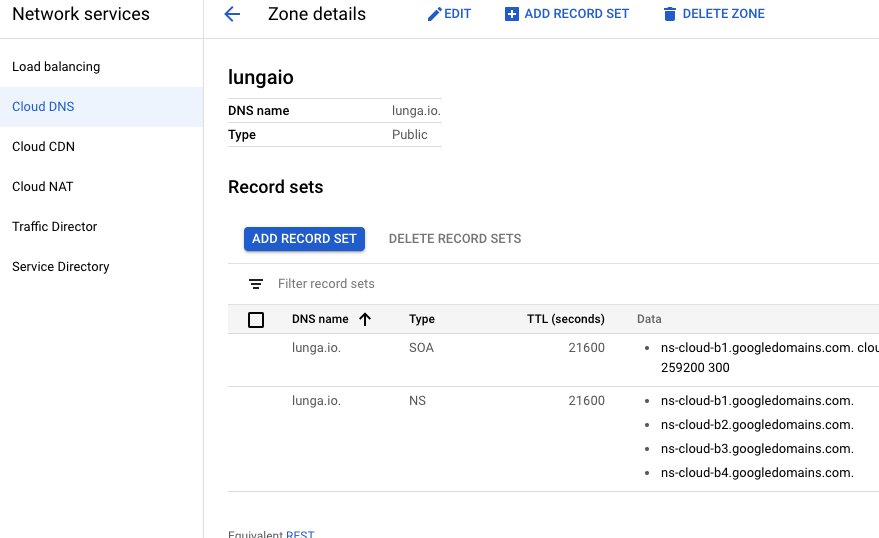 Network services
Zone details
EDIT
ADD RECORD SET
DELETE ZONE
Load balancing
Cloud DNS
Cloud CDN
Cloud NAT
Traffic Director
Service Directory
lungaio
DNS name lunga.io.
Type Public
Record sets
ADD RECORD SET DELETE RECORD SETS
Filter record sets
DNS name Type TTL (seconds) Data
lunga.io. SOA 21600 ns-cloud-b1.googledomains.com. clou
259200 300
lunga.io. NS 21600 ns-cloud-b1.googledomains.com.
ns-cloud-b2.googledomains.com.
ns-cloud-b3.googledomains.com.
ns-cloud-b4.googledomains.com.
Equivalent REST